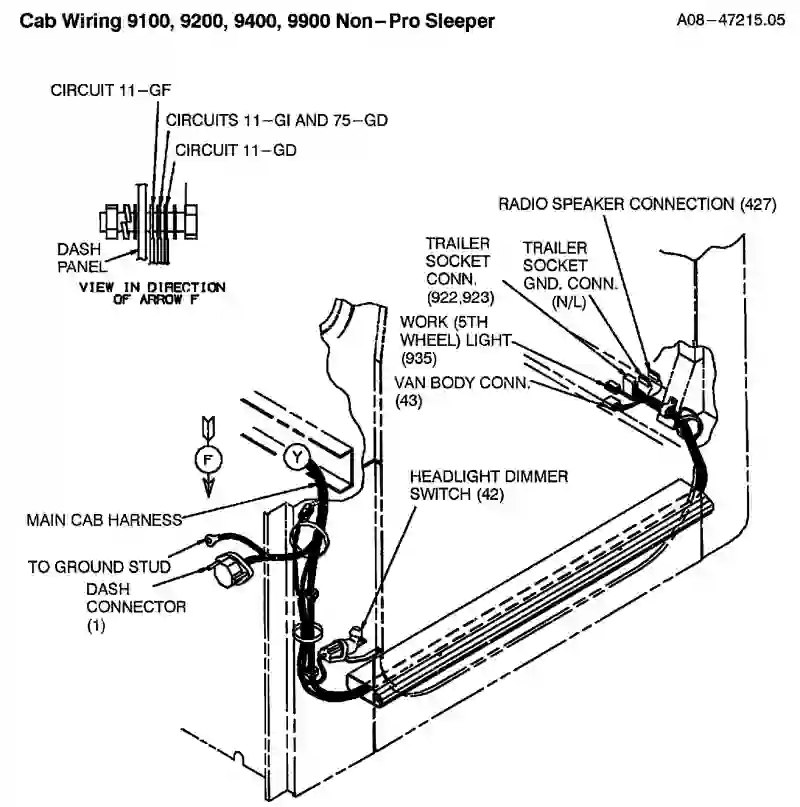 Cab Wiring 9100, 9200, 9400, 9900 Non-Pro Sleeper
A08-47215.05
CIRCUIT 11-GF
CIRCUITS 11-GI AND 75-GD
CIRCUIT 11-GD
DASH
PANEL
VIEW IN DIRECTION
OF ARROW F
RADIO SPEAKER CONNECTION (427)
TRAILER
SOCKET
CONN.
(922,923)
TRAILER
SOCKET
GND. CONN.
(N/L)
WORK (5TH
WHEEL) LIGHT
(935)
VAN BODY CONN.
(43)
F
Y
HEADLIGHT DIMMER
SWITCH (42)
MAIN CAB HARNESS
TO GROUND STUD
DASH
CONNECTOR
(1)